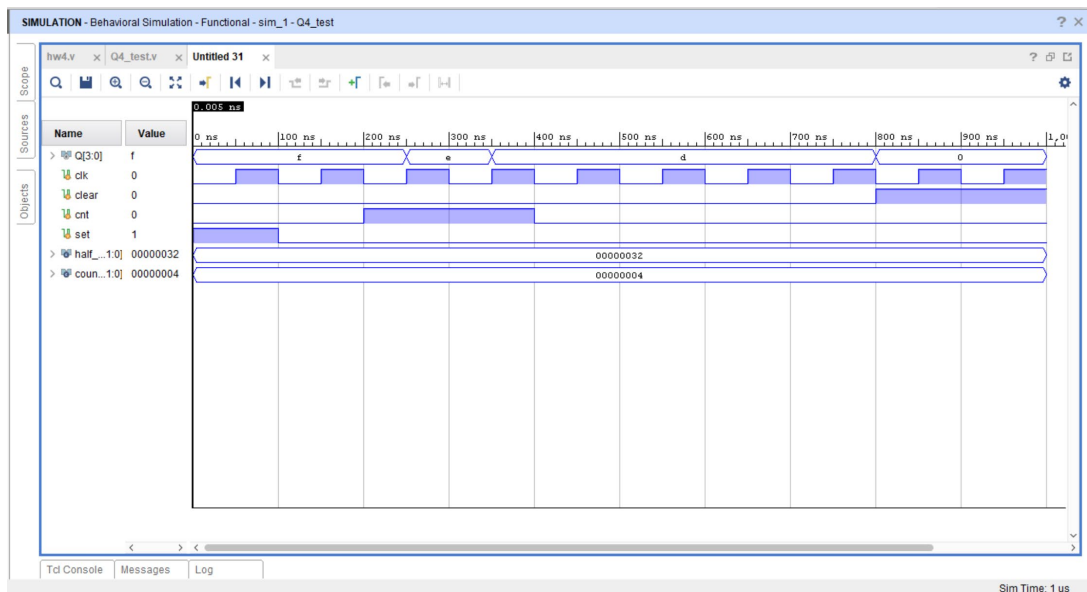 SIMULATION - Behavioral Simulation - Functional - sim_1 - Q4_test
? ×
hw4.v × Q4_test.v × Untitled 31 ×
?
Scope
Sources
Objects
0.005 ns
Name Value 0 ns 100 ns 200 ns 300 ns 400 ns 500 ns 600 ns 700 ns 800 ns 900 ns 1,00
> Q[3:0] f f e d 0
clk 0
clear 0
cnt 0
set 1
> half_...1:0] 00000032 00000032
> coun...1:0] 00000004 00000004
Tcl Console Messages Log
Sim Time: 1 us